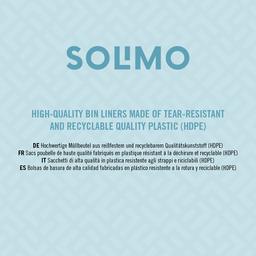 SOLIMO
HIGH-QUALITY BIN LINERS MADE OF TEAR-RESISTANT
AND RECYCLABLE QUALITY PLASTIC (HDPE)
DE Hochwertige Müllbeutel aus reißfestem und recyclebarem Qualitätskunststoff (HDPE)
FR Sacs poubelle de haute qualité fabriqués en plastique résistant à la déchirure et recyclable (HDPE)
IT Sacchetti di alta qualità in plastica resistente agli strappi e riciclabili (HDPE)
ES Bolsas de basura de alta calidad fabricadas en plástico resistente a la rotura y reciclable (HDPE)